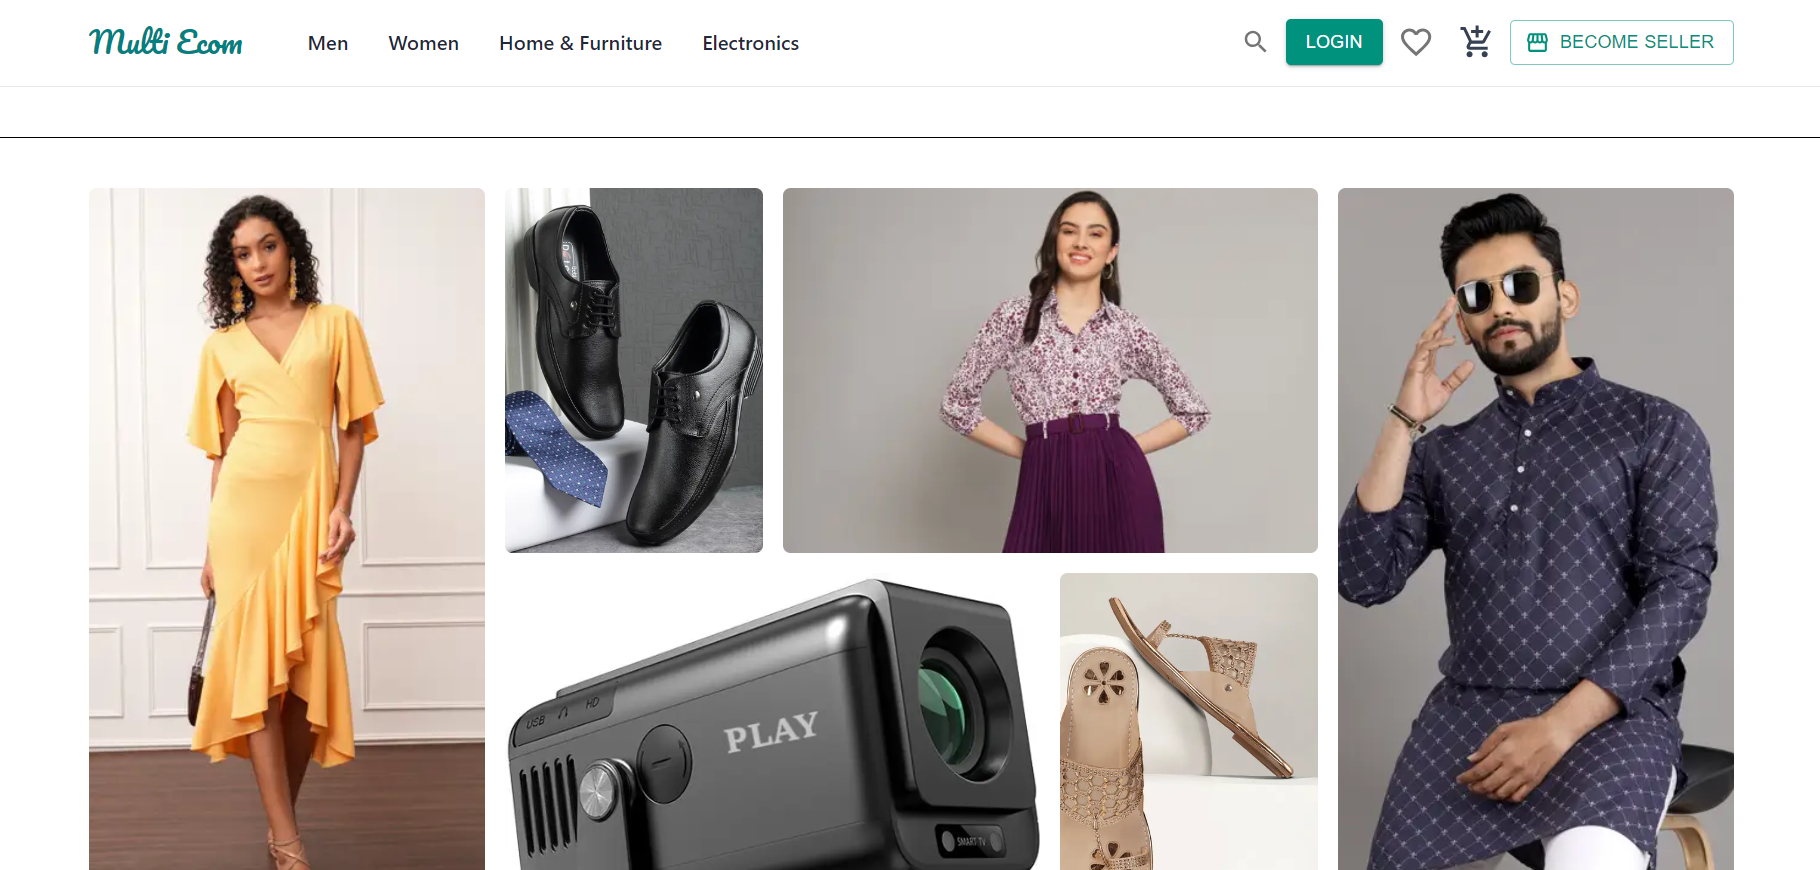 Multi Ecom
Men
Women
Home & Furniture
Electronics
LOGIN
BECOME SELLER
USB
HD
PLAY
SMART TV